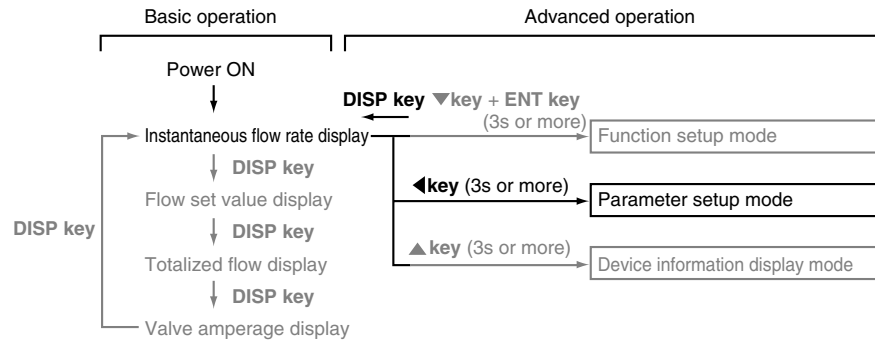 Basic operation
Advanced operation
Power ON
DISP key ▼key + ENT key
(3s or more)
Instantaneous flow rate display
Function setup mode
DISP key
Flow set value display
◀key (3s or more)
Parameter setup mode
DISP key
DISP key
Totalized flow display
▲key (3s or more)
Device information display mode
DISP key
Valve amperage display